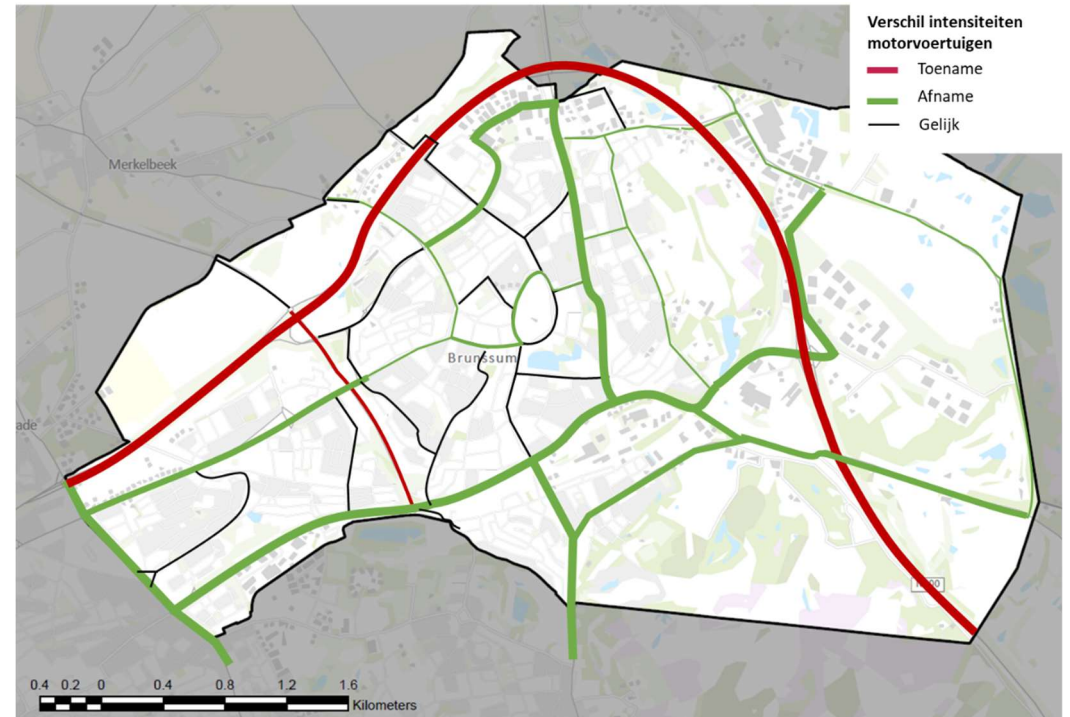 Verschil intensiteiten
motorvoertuigen
Toename
Afname
Gelijk
Merkelbeek
Brunssum
ade
0.4 0.2 0 0.4 0.8 1.2 1.6
Kilometers